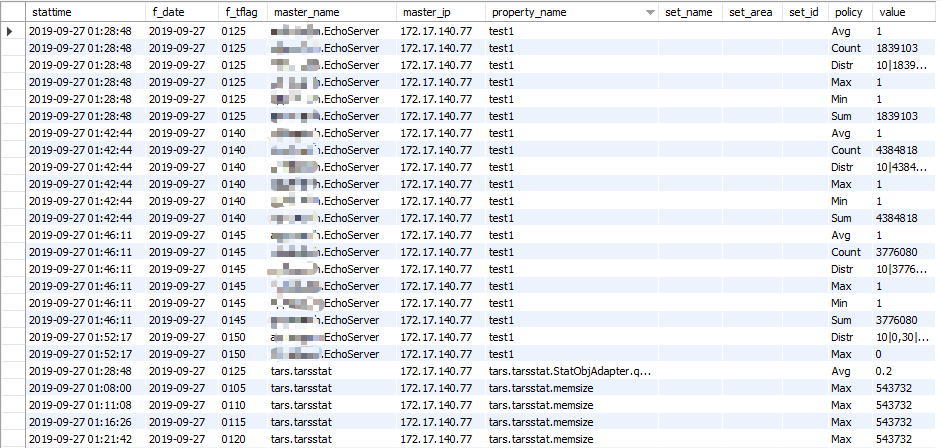 stattime f_date f_tflag master_name master_ip property_name set_name set_area set_id policy value
2019-09-27 01:28:48 2019-09-27 0125 .EchoServer 172.17.140.77 test1 Avg 1
2019-09-27 01:28:48 2019-09-27 0125 .EchoServer 172.17.140.77 test1 Count 1839103
2019-09-27 01:28:48 2019-09-27 0125 .EchoServer 172.17.140.77 test1 Distr 10|1839...
2019-09-27 01:28:48 2019-09-27 0125 .EchoServer 172.17.140.77 test1 Max 1
2019-09-27 01:28:48 2019-09-27 0125 .EchoServer 172.17.140.77 test1 Min 1
2019-09-27 01:28:48 2019-09-27 0125 .EchoServer 172.17.140.77 test1 Sum 1839103
2019-09-27 01:42:44 2019-09-27 0140 .EchoServer 172.17.140.77 test1 Avg 1
2019-09-27 01:42:44 2019-09-27 0140 .EchoServer 172.17.140.77 test1 Count 4384818
2019-09-27 01:42:44 2019-09-27 0140 .EchoServer 172.17.140.77 test1 Distr 10|4384...
2019-09-27 01:42:44 2019-09-27 0140 .EchoServer 172.17.140.77 test1 Max 1
2019-09-27 01:42:44 2019-09-27 0140 .EchoServer 172.17.140.77 test1 Min 1
2019-09-27 01:42:44 2019-09-27 0140 .EchoServer 172.17.140.77 test1 Sum 4384818
2019-09-27 01:46:11 2019-09-27 0145 .EchoServer 172.17.140.77 test1 Avg 1
2019-09-27 01:46:11 2019-09-27 0145 .EchoServer 172.17.140.77 test1 Count 3776080
2019-09-27 01:46:11 2019-09-27 0145 .EchoServer 172.17.140.77 test1 Distr 10|3776...
2019-09-27 01:46:11 2019-09-27 0145 .EchoServer 172.17.140.77 test1 Max 1
2019-09-27 01:46:11 2019-09-27 0145 .EchoServer 172.17.140.77 test1 Min 1
2019-09-27 01:46:11 2019-09-27 0145 .EchoServer 172.17.140.77 test1 Sum 3776080
2019-09-27 01:52:17 2019-09-27 0150 .EchoServer 172.17.140.77 test1 Distr 10|0,30|...
2019-09-27 01:52:17 2019-09-27 0150 .EchoServer 172.17.140.77 test1 Max 0
2019-09-27 01:28:48 2019-09-27 0125 tars.tarsstat 172.17.140.77 tars.tarsstat.StatObjAdapter.q... Avg 0.2
2019-09-27 01:08:00 2019-09-27 0105 tars.tarsstat 172.17.140.77 tars.tarsstat.memsize Max 543732
2019-09-27 01:11:08 2019-09-27 0110 tars.tarsstat 172.17.140.77 tars.tarsstat.memsize Max 543732
2019-09-27 01:16:26 2019-09-27 0115 tars.tarsstat 172.17.140.77 tars.tarsstat.memsize Max 543732
2019-09-27 01:21:42 2019-09-27 0120 tars.tarsstat 172.17.140.77 tars.tarsstat.memsize Max 543732